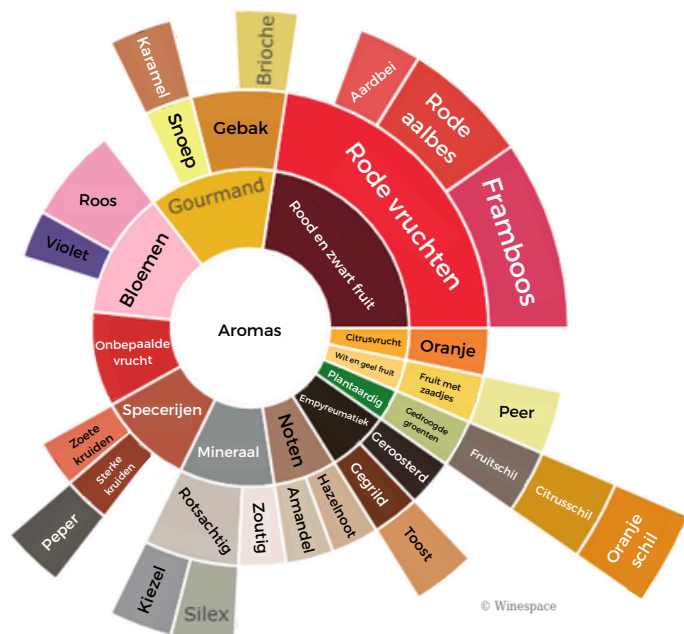 Karamel
Brioche
Snoep
Gebak
Gourmand
Aardbei
Rode
aalbes
Framboos
Rode vruchten
Rood en zwart fruit
Roos
Violet
Bloemen
Aromas
Onbepaalde
vrucht
Citrusvrucht
Oranje
Wit en geel fruit
Fruit met
zaadjes
Peer
Plantaardig
Gedroogde
groenten
Fruitschil
Citrusschil
Oranje
schil
Empyreumatiek
Geroosterd
Gegrild
Toost
Noten
Hazelnoot
Amandel
Mineraal
Zoutig
Rotsachtig
Silex
Kiezel
Specerijen
Zoete
kruiden
Sterke
kruiden
Peper
© Winespace